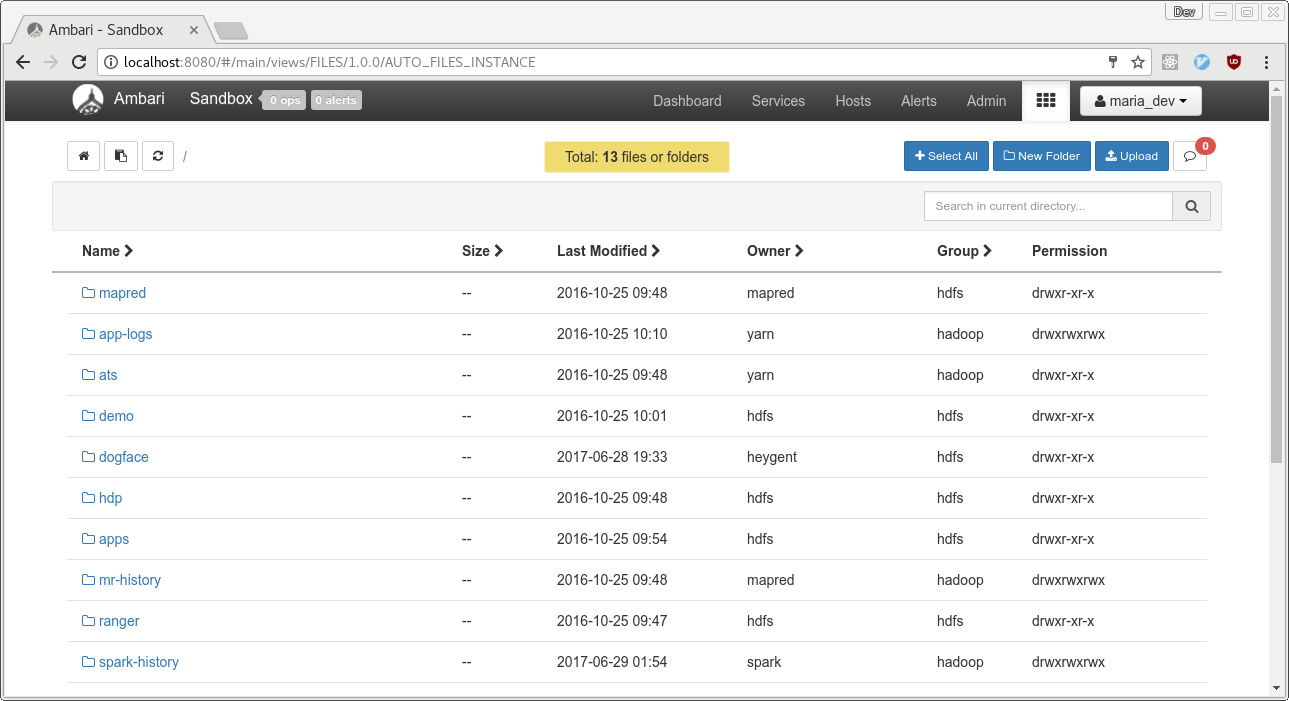 Dev
Ambari - Sandbox
localhost:8080/#/main/views/FILES/1.0.0/AUTO_FILES_INSTANCE
Ambari Sandbox 0 ops 0 alerts Dashboard Services Hosts Alerts Admin maria_dev
/ Total: 13 files or folders Select All New Folder Upload 0
Search in current directory...
Name Size Last Modified Owner Group Permission
mapred -- 2016-10-25 09:48 mapred hdfs drwxr-xr-x
app-logs -- 2016-10-25 10:10 yarn hadoop drwxrwxrwx
ats -- 2016-10-25 09:48 yarn hadoop drwxr-xr-x
demo -- 2016-10-25 10:01 hdfs hdfs drwxr-xr-x
dogface -- 2017-06-28 19:33 heygent hdfs drwxr-xr-x
hdp -- 2016-10-25 09:48 hdfs hdfs drwxr-xr-x
apps -- 2016-10-25 09:54 hdfs hdfs drwxr-xr-x
mr-history -- 2016-10-25 09:48 mapred hadoop drwxrwxrwx
ranger -- 2016-10-25 09:47 hdfs hdfs drwxr-xr-x
spark-history -- 2017-06-29 01:54 spark hadoop drwxrwxrwx